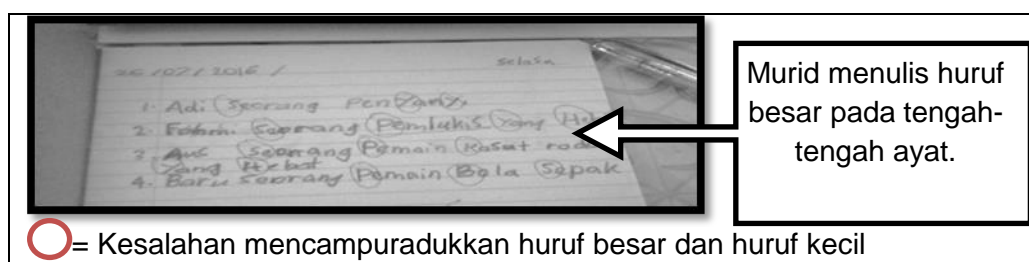 26/07/2016 / selasa
1. Adi Seorang Penyanyi
2. Seorang Pemlukis Yang
3. Aus Seorang Pemain Kasut roda
Yang Hebat
4. Baru Seorang Pemain Bola Sepak
Murid menulis huruf
besar pada tengah-
tengah ayat.
= Kesalahan mencampuradukkan huruf besar dan huruf kecil